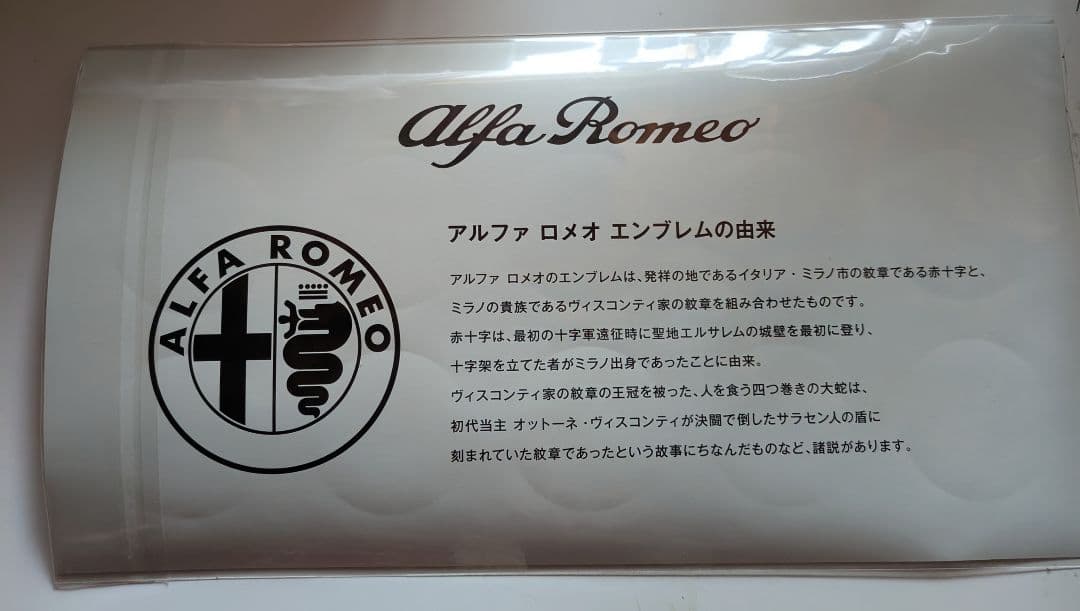 Alfa Romeo
ALFA ROMEO
アルファ ロメオ エンブレムの由来
アルファ ロメオのエンブレムは、発祥の地であるイタリア・ミラノ市の紋章である赤十字と、
ミラノの貴族であるヴィスコンティ家の紋章を組み合わせたものです。
赤十字は、最初の十字軍遠征時に聖地エルサレムの城壁を最初に登り、
十字架を立てた者がミラノ出身であったことに由来。
ヴィスコンティ家の紋章の王冠を被った、人を食う四つ巻きの大蛇は、
初代当主 オットーネ・ヴィスコンティが決闘で倒したサラセン人の盾に
刻まれていた紋章であったという故事にちなんだものなど、諸説があります。